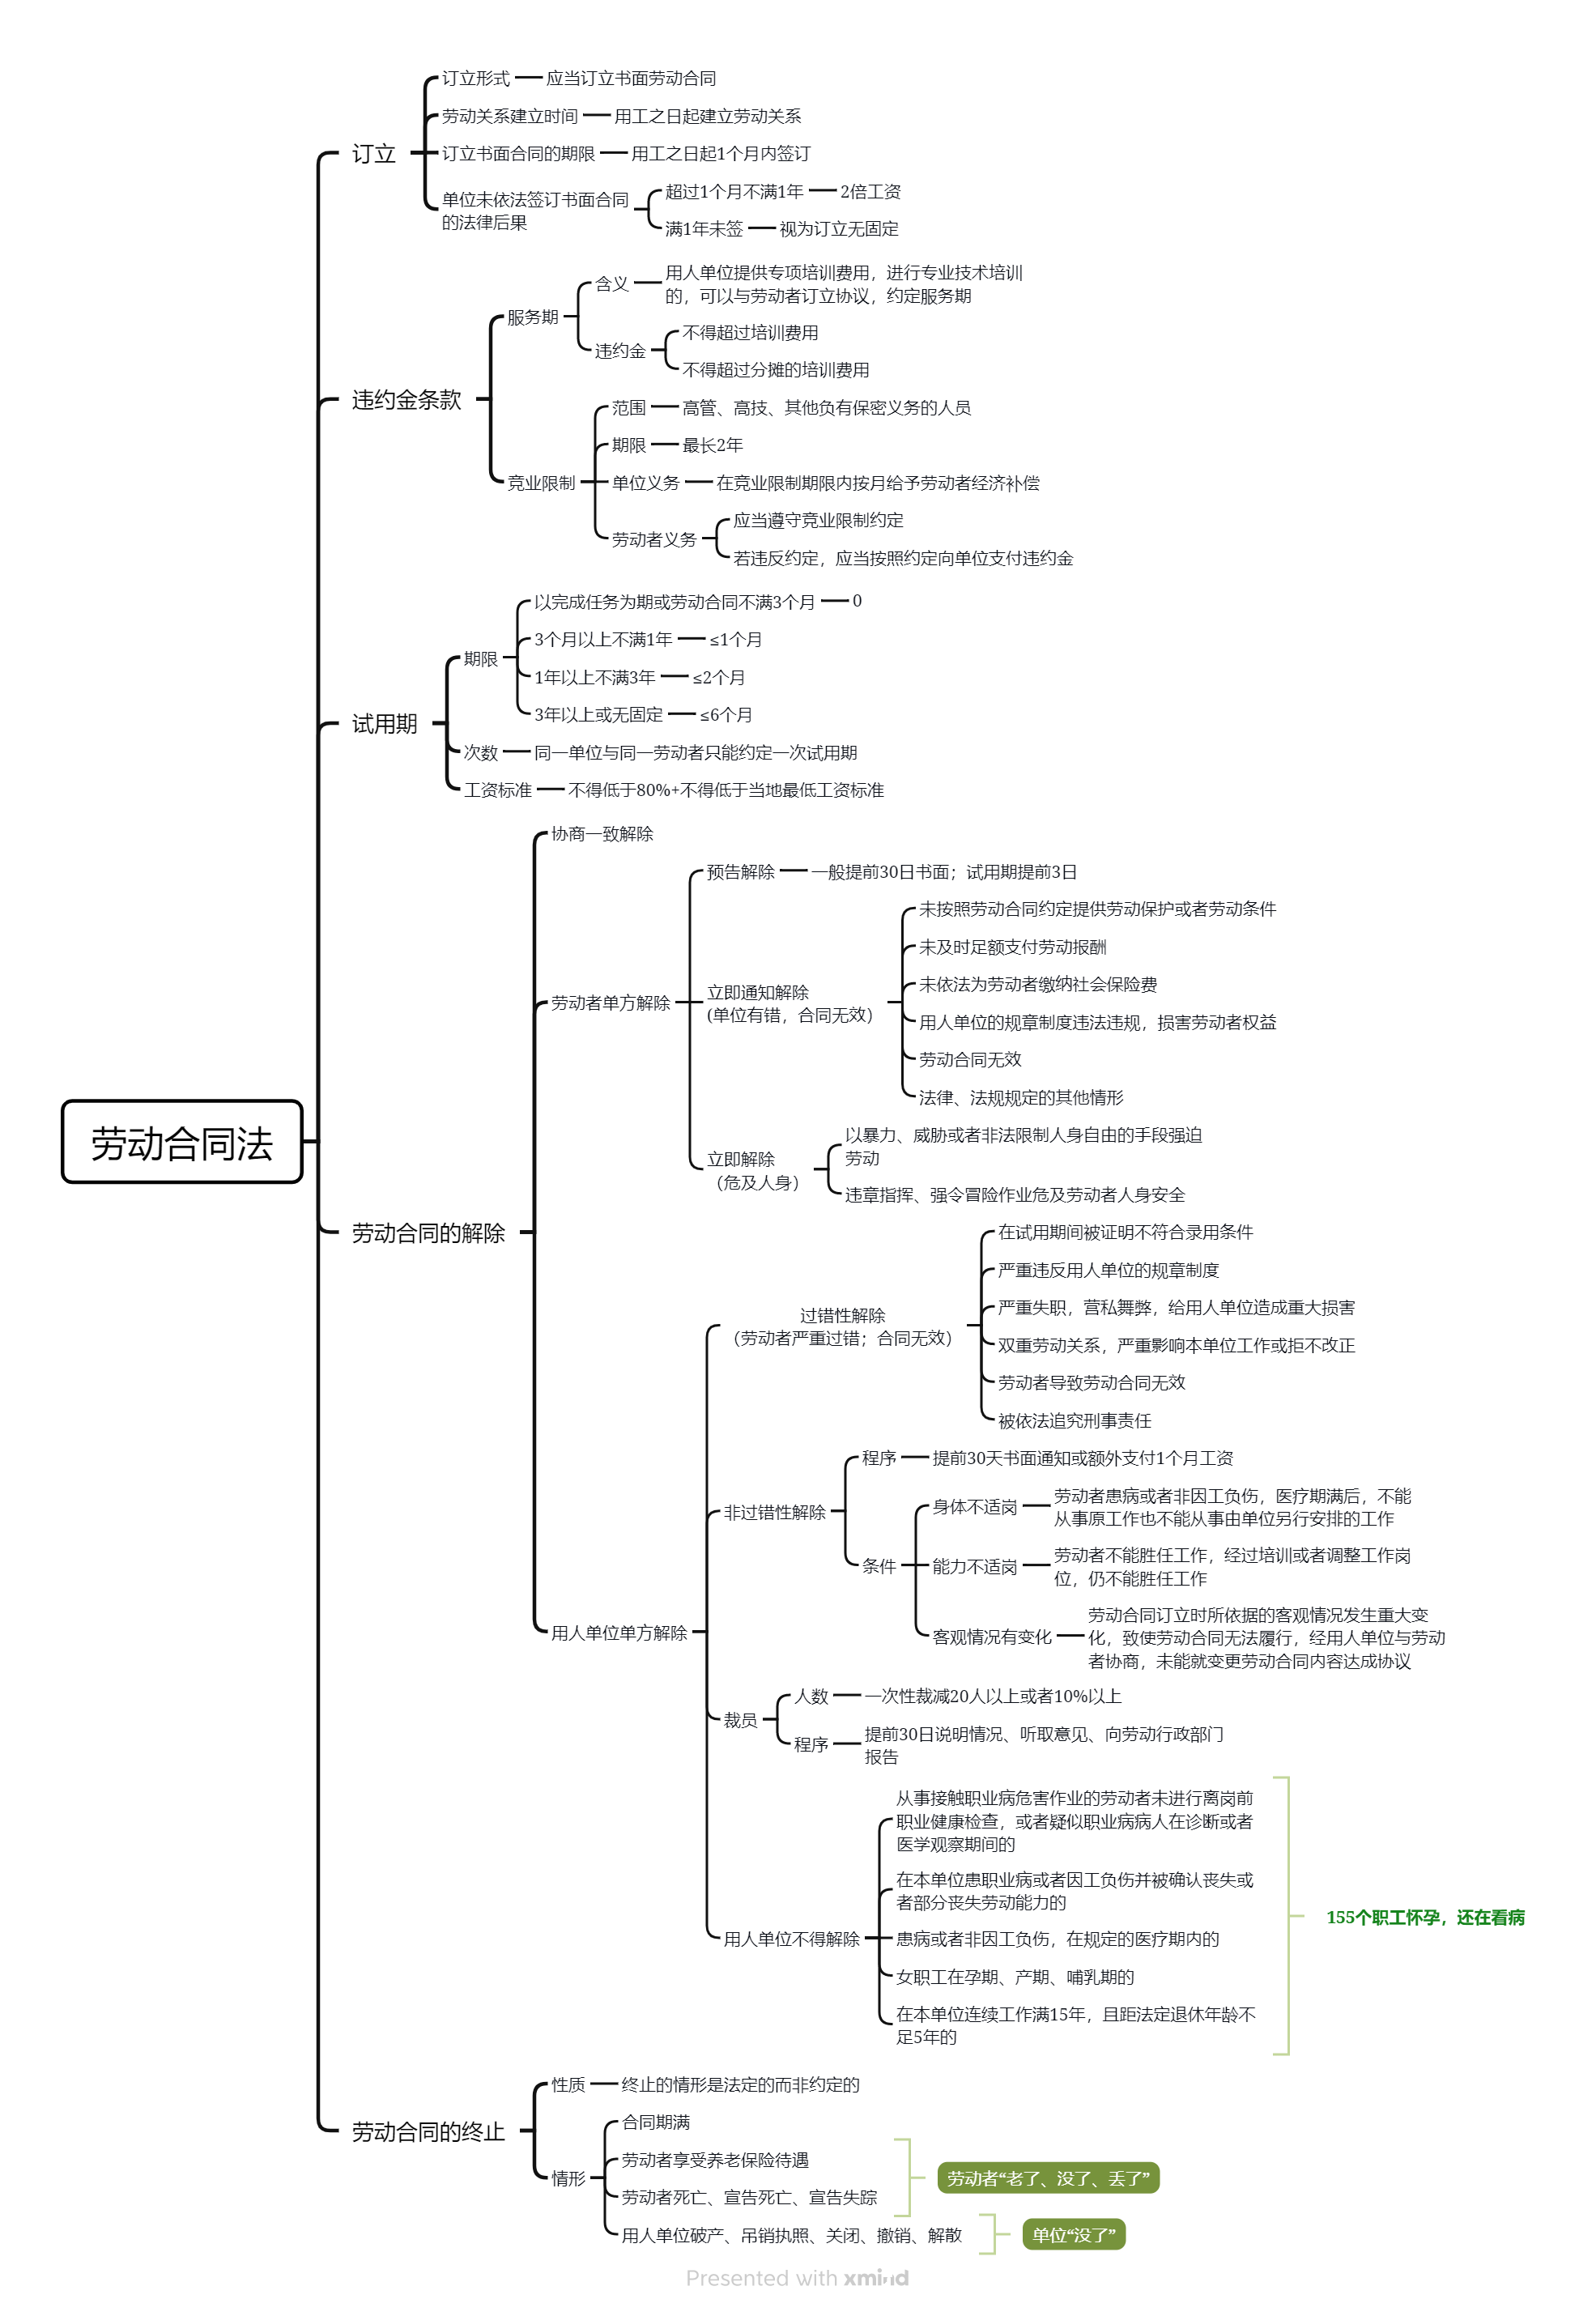 劳动合同法
订立
订立形式
应当订立书面劳动合同
劳动关系建立时间
用工之日起建立劳动关系
订立书面合同的期限
用工之日起1个月内签订
单位未依法签订书面合同
的法律后果
超过1个月不满1年
2倍工资
满1年未签
视为订立无固定
违约金条款
服务期
含义
用人单位提供专项培训费用，进行专业技术培训
的，可以与劳动者订立协议，约定服务期
违约金
不得超过培训费用
不得超过分摊的培训费用
竞业限制
范围
高管、高技、其他负有保密义务的人员
期限
最长2年
单位义务
在竞业限制期限内按月给予劳动者经济补偿
劳动者义务
应当遵守竞业限制约定
若违反约定，应当按照约定向单位支付违约金
试用期
期限
以完成任务为期或劳动合同不满3个月
0
3个月以上不满1年
≤1个月
1年以上不满3年
≤2个月
3年以上或无固定
≤6个月
次数
同一单位与同一劳动者只能约定一次试用期
工资标准
不得低于80%+不得低于当地最低工资标准
劳动合同的解除
协商一致解除
劳动者单方解除
预告解除
一般提前30日书面；试用期提前3日
立即通知解除
(单位有错，合同无效）
未按照劳动合同约定提供劳动保护或者劳动条件
未及时足额支付劳动报酬
未依法为劳动者缴纳社会保险费
用人单位的规章制度违法违规，损害劳动者权益
劳动合同无效
法律、法规规定的其他情形
立即解除
（危及人身）
以暴力、威胁或者非法限制人身自由的手段强迫
劳动
违章指挥、强令冒险作业危及劳动者人身安全
用人单位单方解除
过错性解除
（劳动者严重过错；合同无效）
在试用期间被证明不符合录用条件
严重违反用人单位的规章制度
严重失职，营私舞弊，给用人单位造成重大损害
双重劳动关系，严重影响本单位工作或拒不改正
劳动者导致劳动合同无效
被依法追究刑事责任
非过错性解除
程序
提前30天书面通知或额外支付1个月工资
条件
身体不适岗
劳动者患病或者非因工负伤，医疗期满后，不能
从事原工作也不能从事由单位另行安排的工作
能力不适岗
劳动者不能胜任工作，经过培训或者调整工作岗
位，仍不能胜任工作
客观情况有变化
劳动合同订立时所依据的客观情况发生重大变
化，致使劳动合同无法履行，经用人单位与劳动
者协商，未能就变更劳动合同内容达成协议
裁员
人数
一次性裁减20人以上或者10%以上
程序
提前30日说明情况、听取意见、向劳动行政部门
报告
用人单位不得解除
从事接触职业病危害作业的劳动者未进行离岗前
职业健康检查，或者疑似职业病病人在诊断或者
医学观察期间的
在本单位患职业病或者因工负伤并被确认丧失或
者部分丧失劳动能力的
患病或者非因工负伤，在规定的医疗期内的
女职工在孕期、产期、哺乳期的
在本单位连续工作满15年，且距法定退休年龄不
足5年的
155个职工怀孕，还在看病
劳动合同的终止
性质
终止的情形是法定的而非约定的
情形
合同期满
劳动者享受养老保险待遇
劳动者死亡、宣告死亡、宣告失踪
劳动者“老了、没了、丢了”
用人单位破产、吊销执照、关闭、撤销、解散
单位“没了”
Presented with xmind